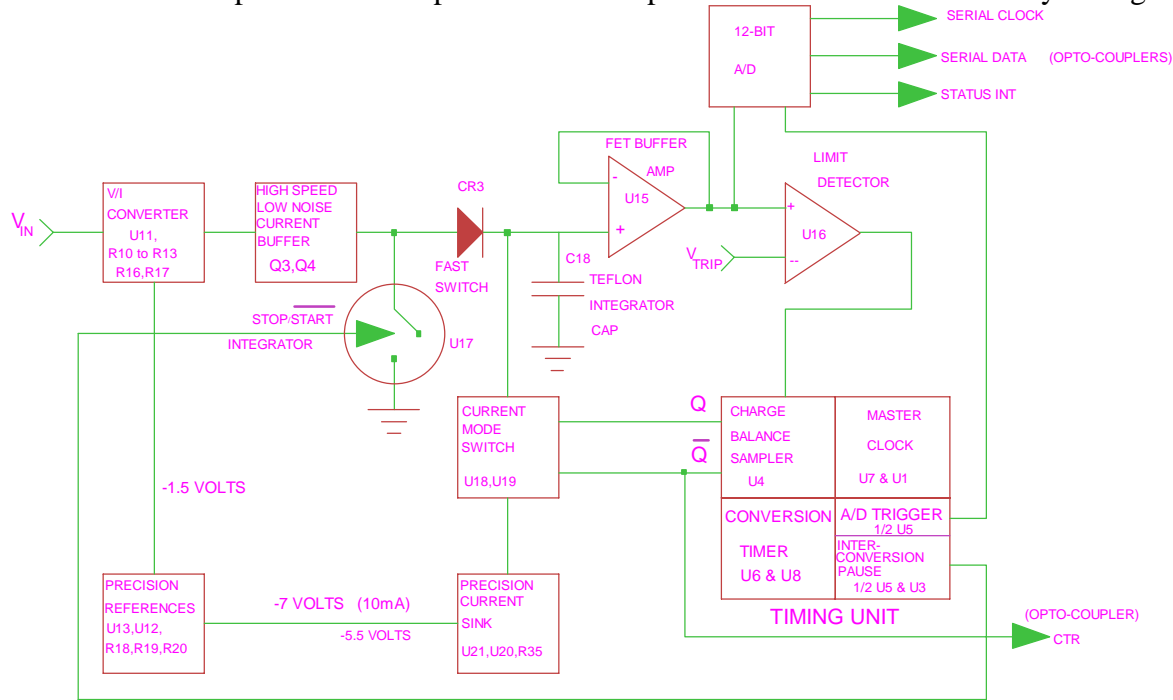 12-BIT
A/D
SERIAL CLOCK
SERIAL DATA (OPTO-COUPLERS)
STATUS INT
FET BUFFER
AMP
-
U15
+
LIMIT
DETECTOR
+
U16
--
V TRIP
V IN
V/I
CONVERTER
U11,
R10 to R13
R16,R17
HIGH SPEED
LOW NOISE
CURRENT
BUFFER
Q3,Q4
CR3
FAST
SWITCH
C18
TEFLON
INTEGRATOR
CAP
STOP/S̅T̅A̅R̅T̅
INTEGRATOR
U17
CURRENT
MODE
SWITCH
U18,U19
Q
Q̅
CHARGE
BALANCE
SAMPLER
U4
MASTER
CLOCK
U7 & U1
CONVERSION
TIMER
U6 & U8
A/D TRIGGER
1/2 U5
INTER-
CONVERSION
PAUSE
1/2 U5 & U3
TIMING UNIT
-1.5 VOLTS
PRECISION
REFERENCES
U13,U12,
R18,R19,R20
-7 VOLTS (10mA)
-5.5 VOLTS
PRECISION
CURRENT
SINK
U21,U20,R35
(OPTO-COUPLER)
CTR